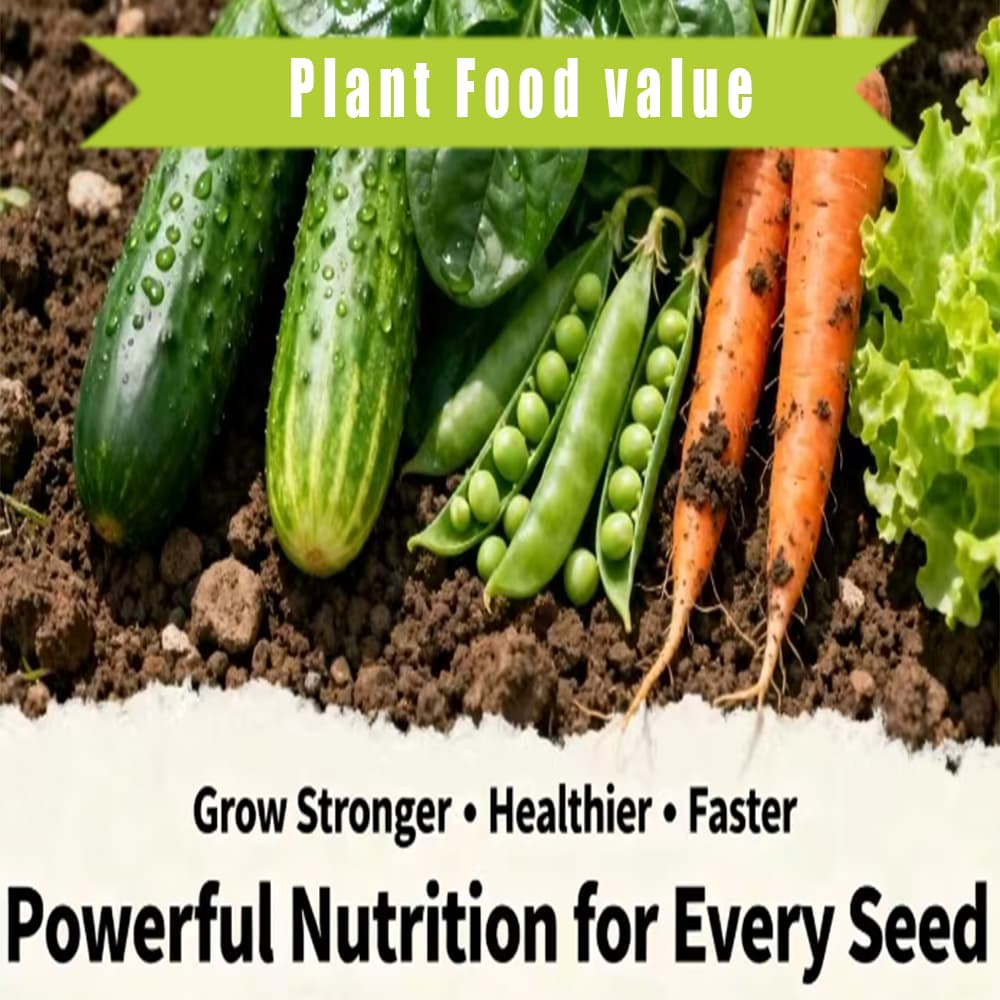 Plant Food value
Grow Stronger • Healthier • Faster
Powerful Nutrition for Every Seed